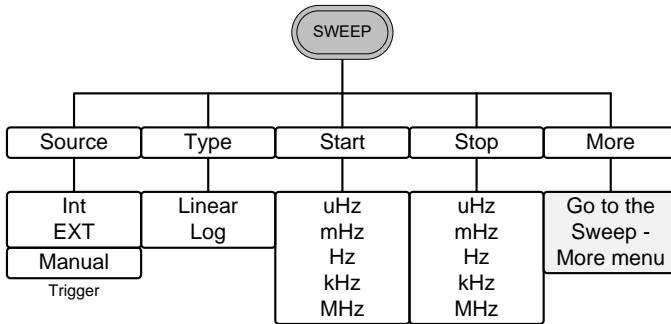 SWEEP
Source
Type
Start
Stop
More
Int
EXT
Manual
Trigger
Linear
Log
uHz
mHz
Hz
kHz
MHz
uHz
mHz
Hz
kHz
MHz
Go to the
Sweep -
More menu